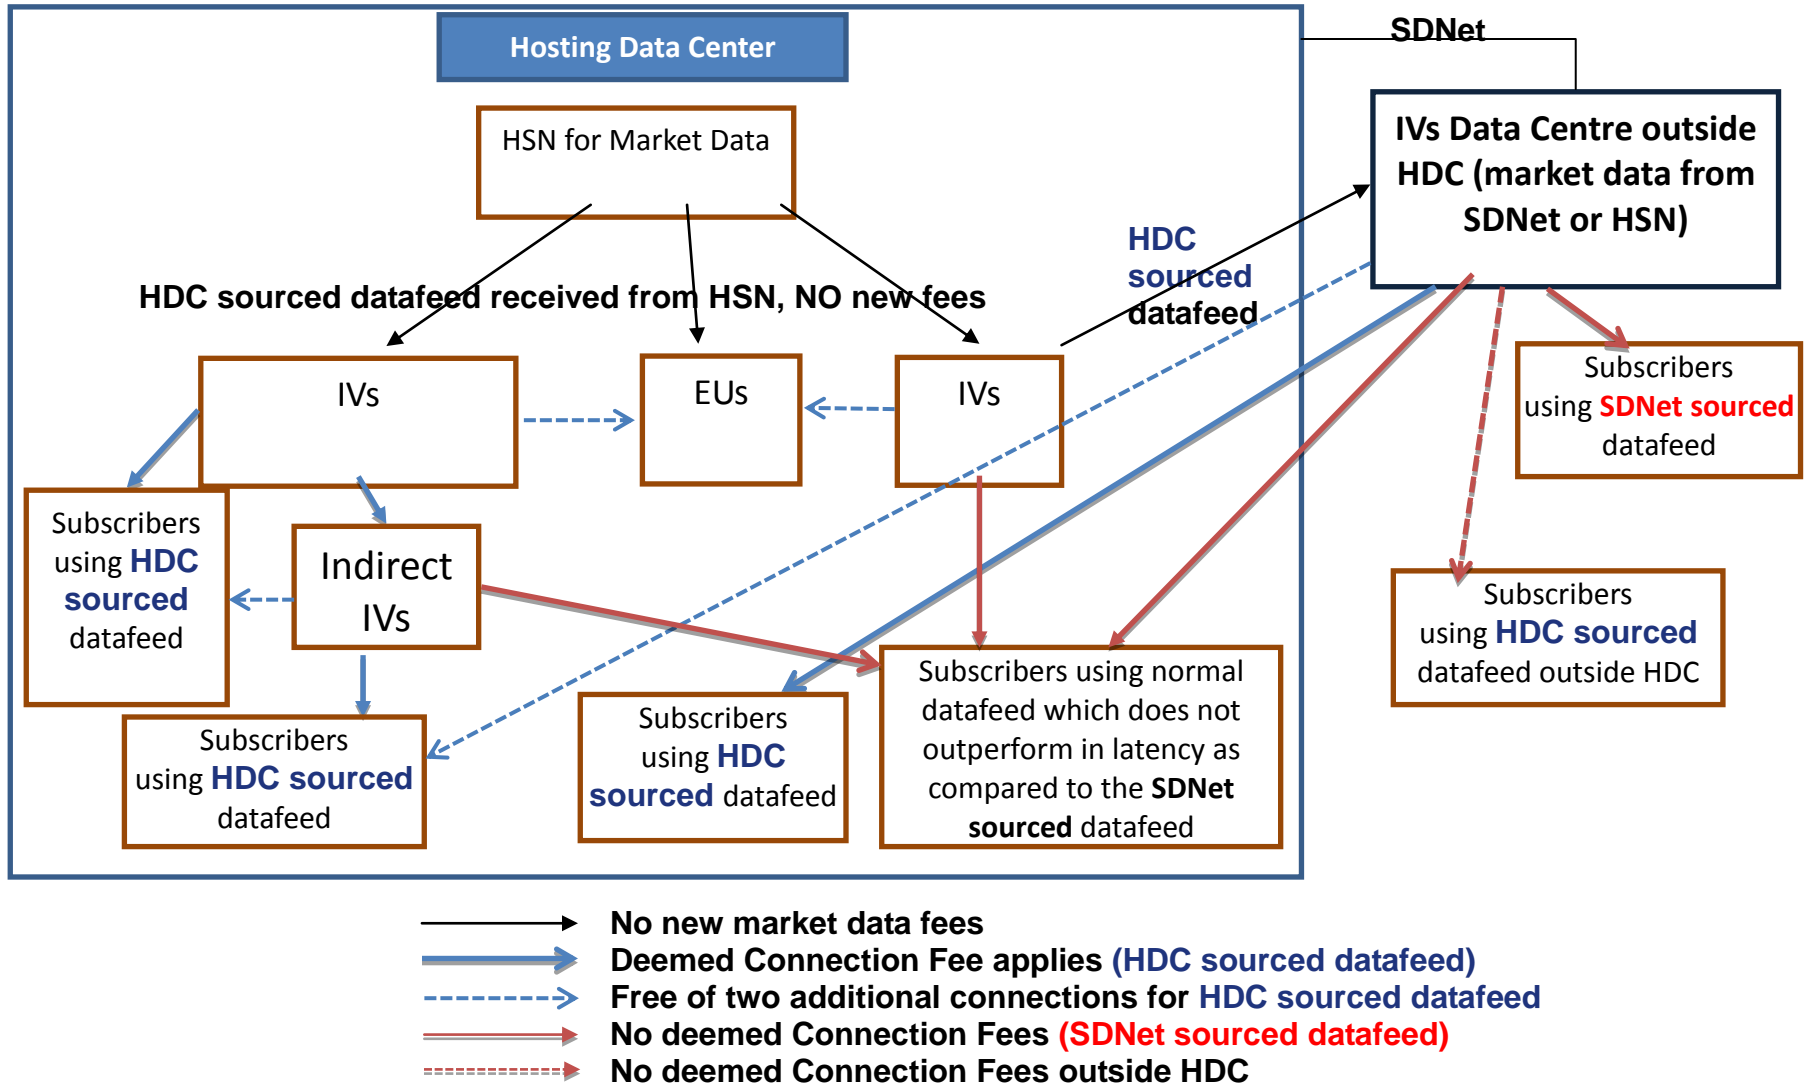 SDNet
Hosting Data Center
HSN for Market Data
IVs Data Centre outside
HDC (market data from
SDNet or HSN)
HDC
sourced
datafeed
HDC sourced datafeed received from HSN, NO new fees
IVs
EUs
IVs
Subscribers
using SDNet sourced
datafeed
Subscribers
using HDC
sourced
datafeed
Indirect
IVs
Subscribers
using HDC sourced
datafeed outside HDC
Subscribers
using HDC sourced
datafeed
Subscribers
using HDC
sourced datafeed
Subscribers using normal
datafeed which does not
outperform in latency as
compared to the SDNet
sourced datafeed
No new market data fees
Deemed Connection Fee applies (HDC sourced datafeed)
Free of two additional connections for HDC sourced datafeed
No deemed Connection Fees (SDNet sourced datafeed)
No deemed Connection Fees outside HDC